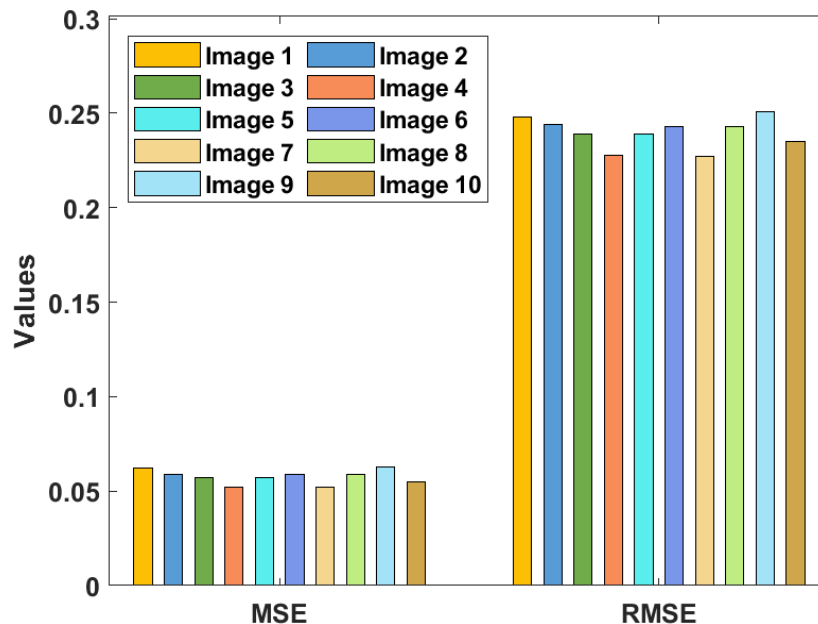 0.3
0.25
0.2
0.15
0.1
0.05
0
Values
Image 1 Image 2
Image 3 Image 4
Image 5 Image 6
Image 7 Image 8
Image 9 Image 10
MSE RMSE